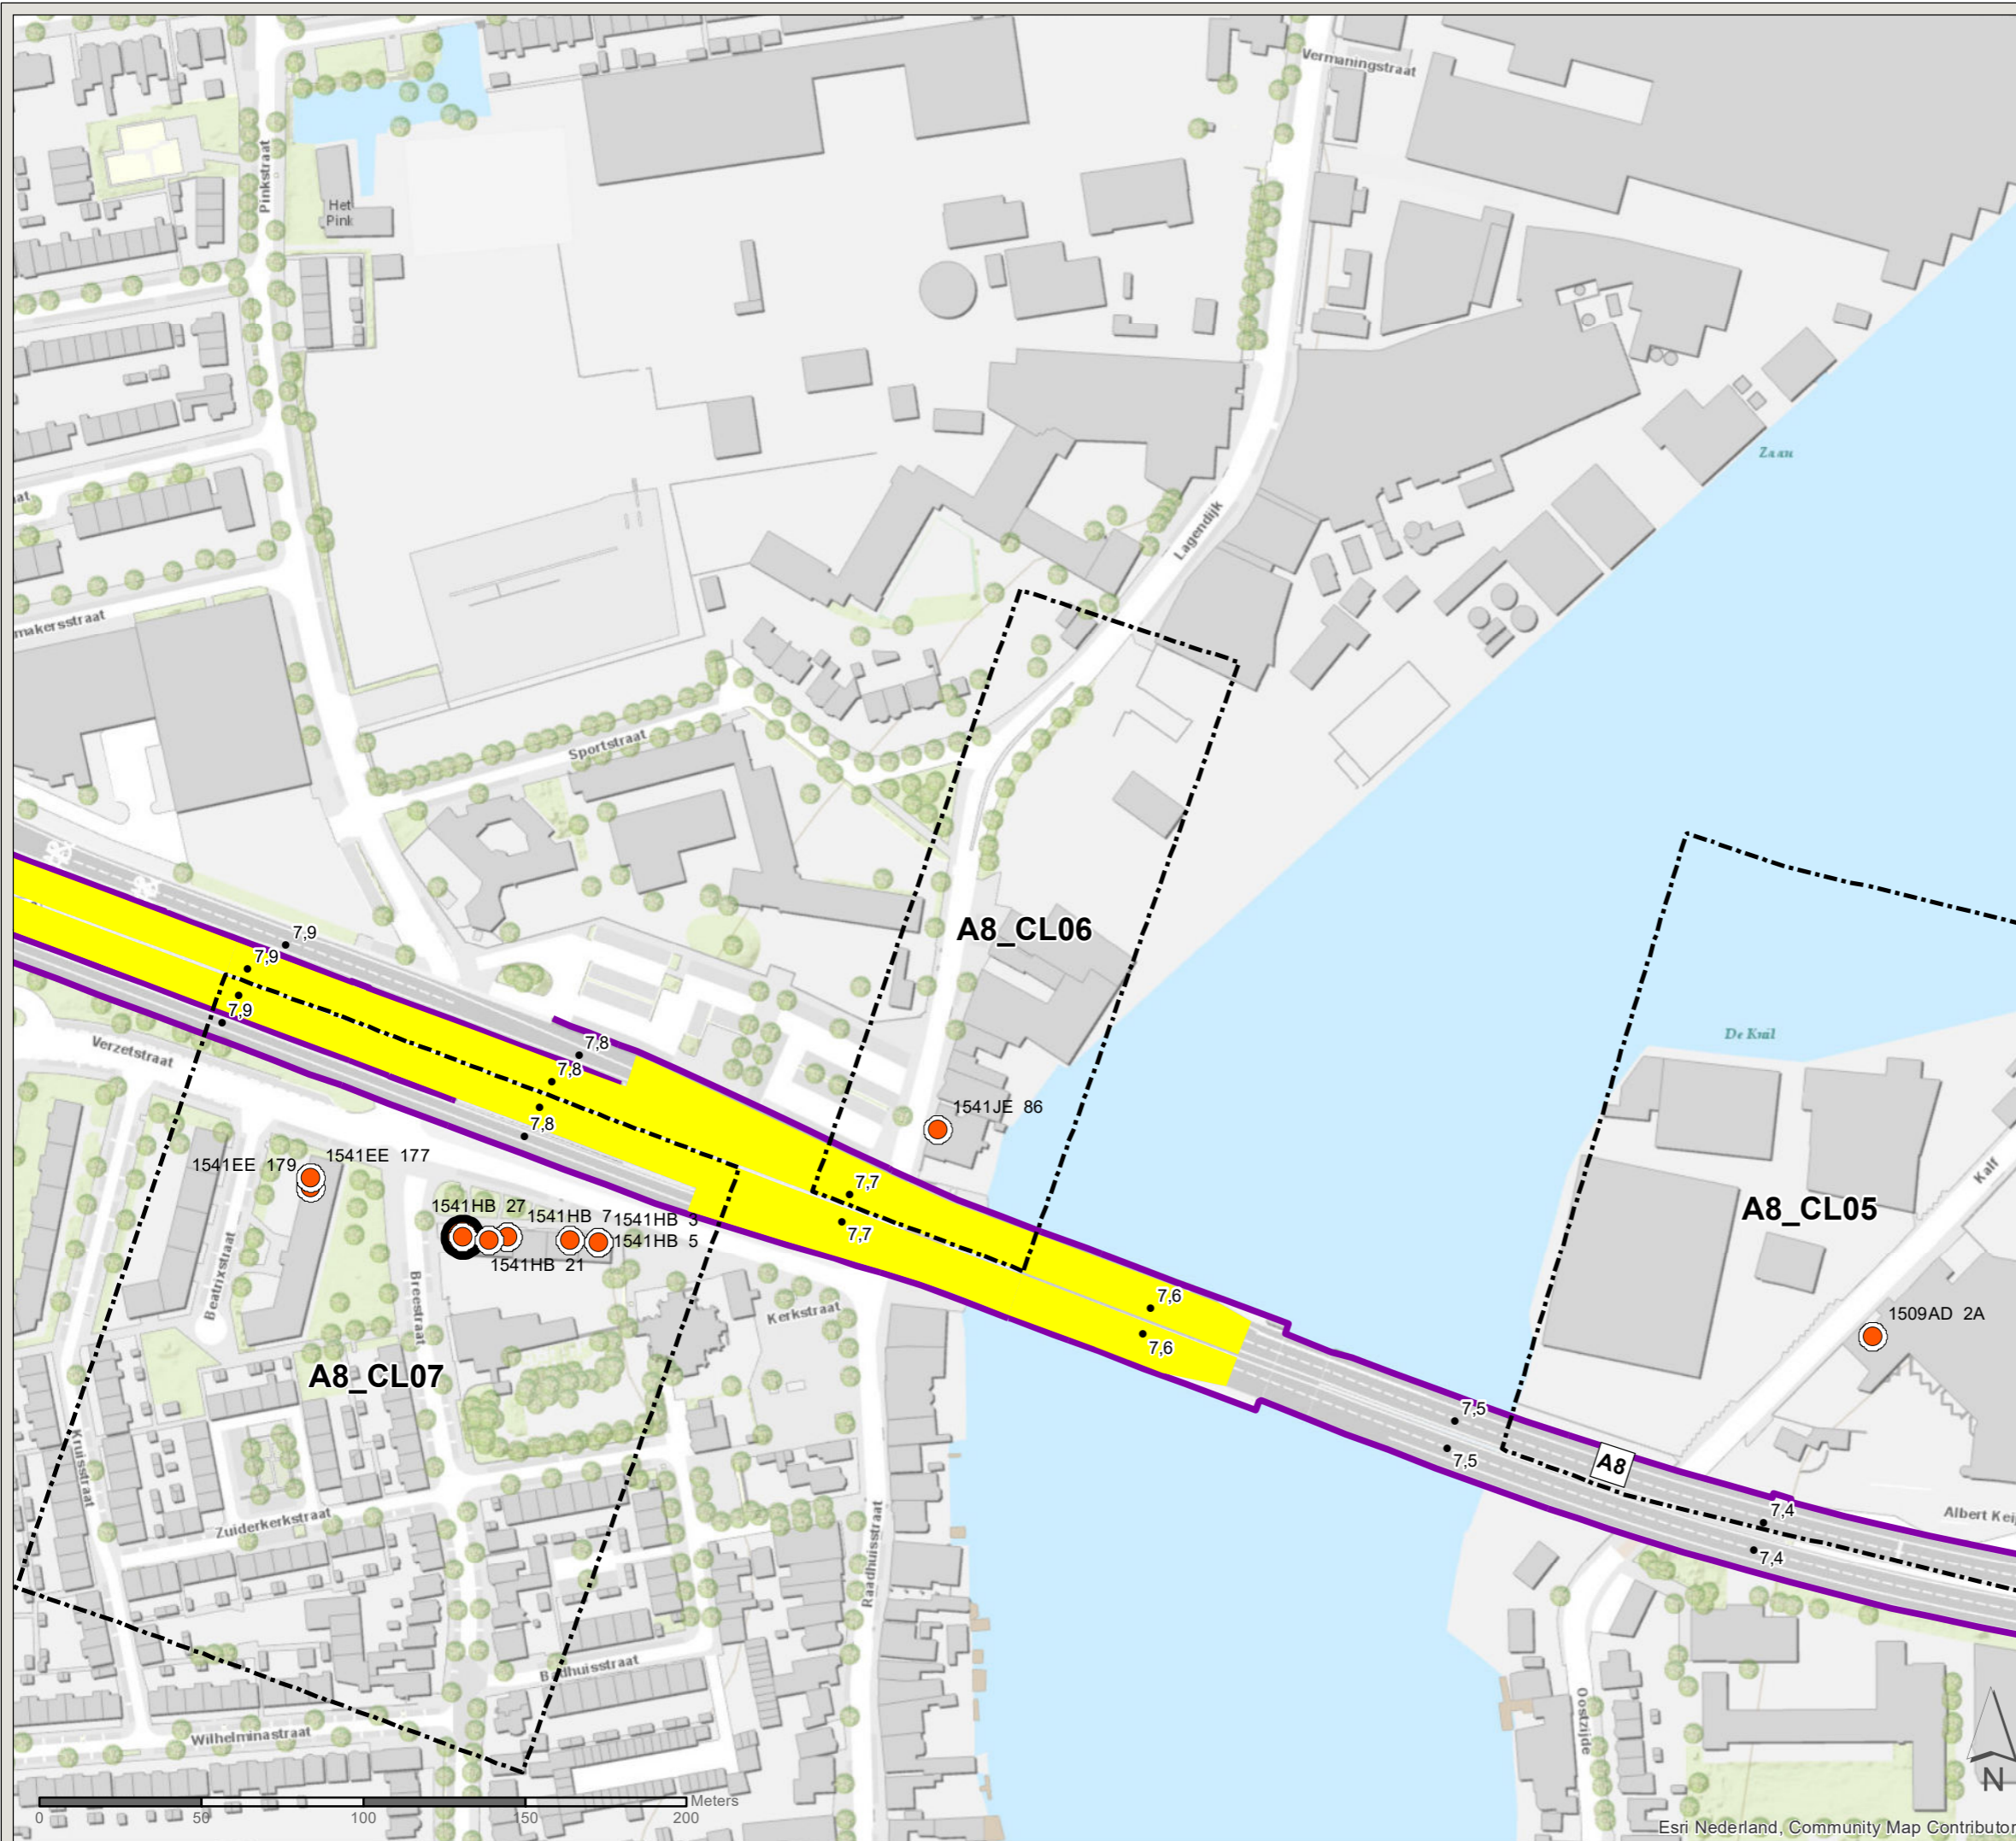 Vermaningstraat
Pinkstraat
Het
Pink
Zaan
Lagendijk
makersstraat
Sportstraat
A8_CL06
7,9
7,9
7,9
De Kuil
Verzetstraat
7,8
7,8
7,8
1541JE 86
1541EE 179
1541EE 177
7,7
7,7
Kalf
A8_CL05
1541HB 27
1541HB 7
1541HB 3
1541HB 5
1541HB 21
Beatrixstraat
Breestraat
Kerkstraat
7,6
7,6
1509AD 2A
A8_CL07
7,5
7,5
A8
Kruisstraat
Zuiderkerkstraat
Raadhuisstraat
7,4
7,4
Albert Keip
Badhuisstraat
Wilhelminastraat
Oostzijde
0 50 100 150 200
Meters
N
Esri Nederland, Community Map Contributor